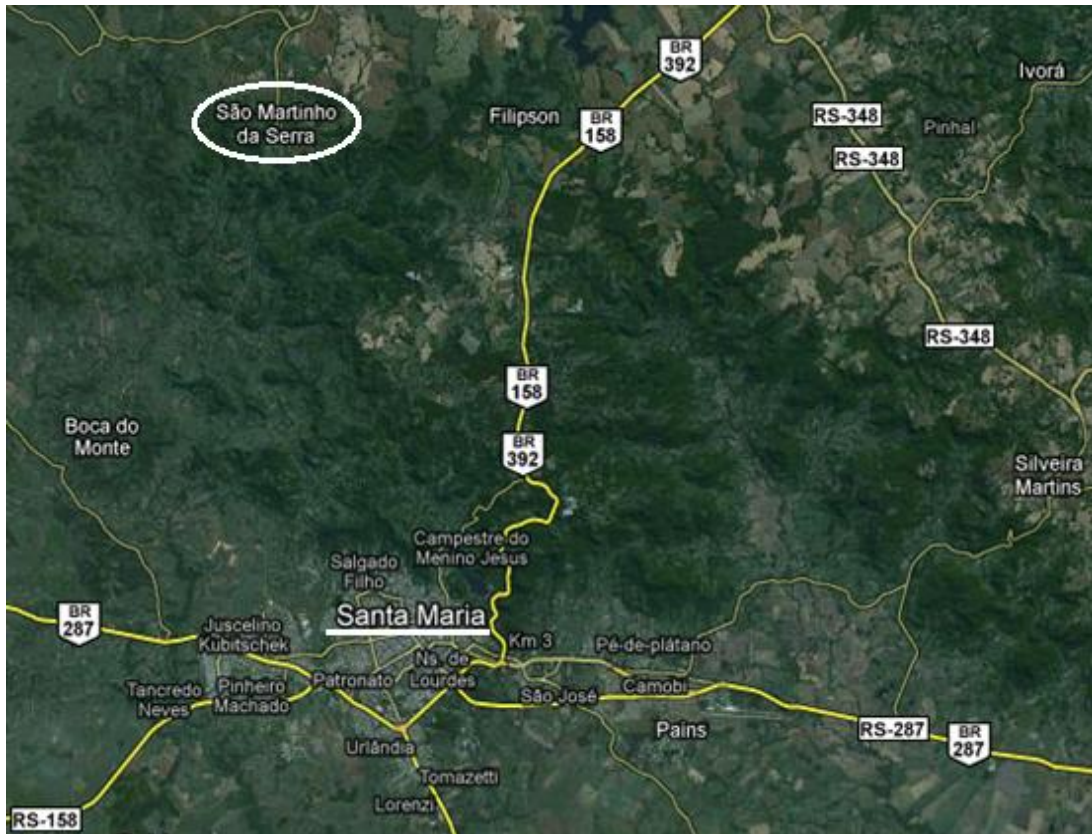 BR
392
Ivorá
São Martinho
da Serra
Filipson
BR
158
RS-348
Pinhal
RS-348
RS-348
BR
158
Boca do
Monte
BR
392
Silveira
Martins
Campestre do
Menino Jesus
Salgado
Filho
Santa Maria
BR
287
Juscelino
Kubitschek
Km 3
Pé-de-plátano
Ns. de
Lourdes
Patronato
Pinheiro
Machado
Tancredo
Neves
São José
Camobi
Pains
RS-287
BR
287
Urlândia
Tomazetti
Lorenzi
RS-158